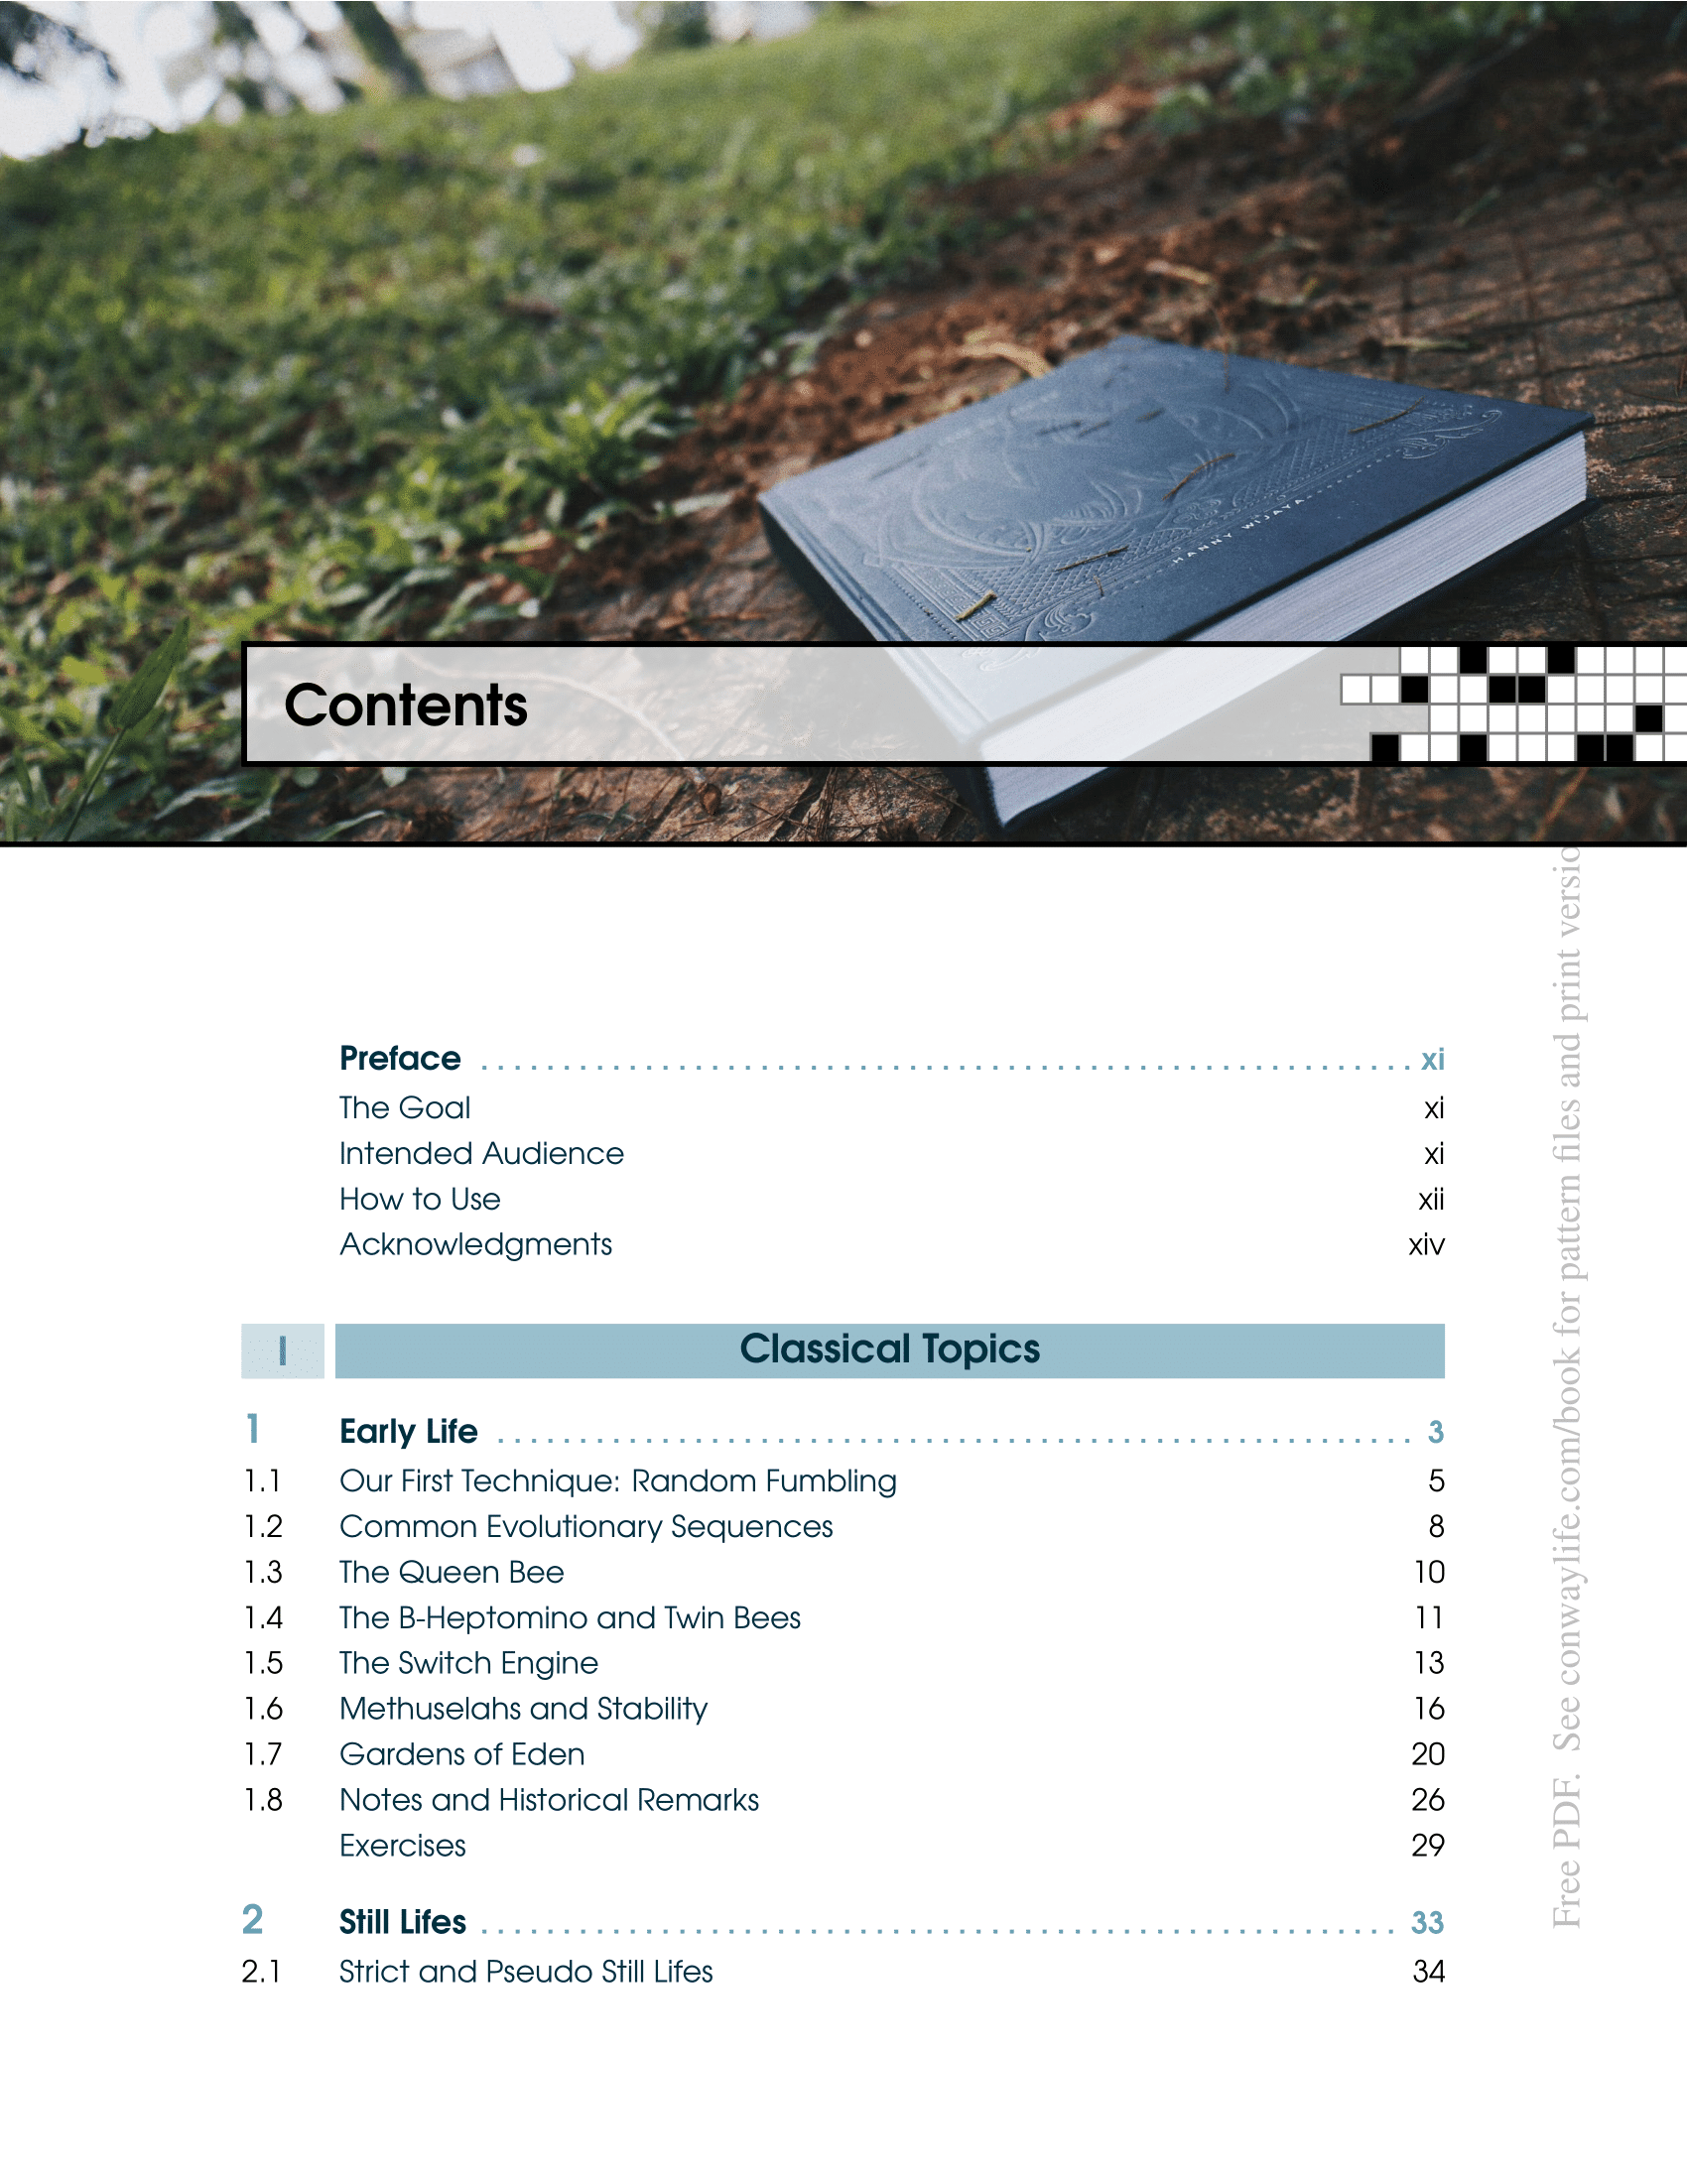 HANNY WIJAYA
Contents
Preface xi
The Goal xi
Intended Audience xi
How to Use xii
Acknowledgments xiv
I Classical Topics
1 Early Life 3
1.1 Our First Technique: Random Fumbling 5
1.2 Common Evolutionary Sequences 8
1.3 The Queen Bee 10
1.4 The B-Heptomino and Twin Bees 11
1.5 The Switch Engine 13
1.6 Methuselahs and Stability 16
1.7 Gardens of Eden 20
1.8 Notes and Historical Remarks 26
Exercises 29
2 Still Lifes 33
2.1 Strict and Pseudo Still Lifes 34
Free PDF. See conwaylife.com/book for pattern files and print versio